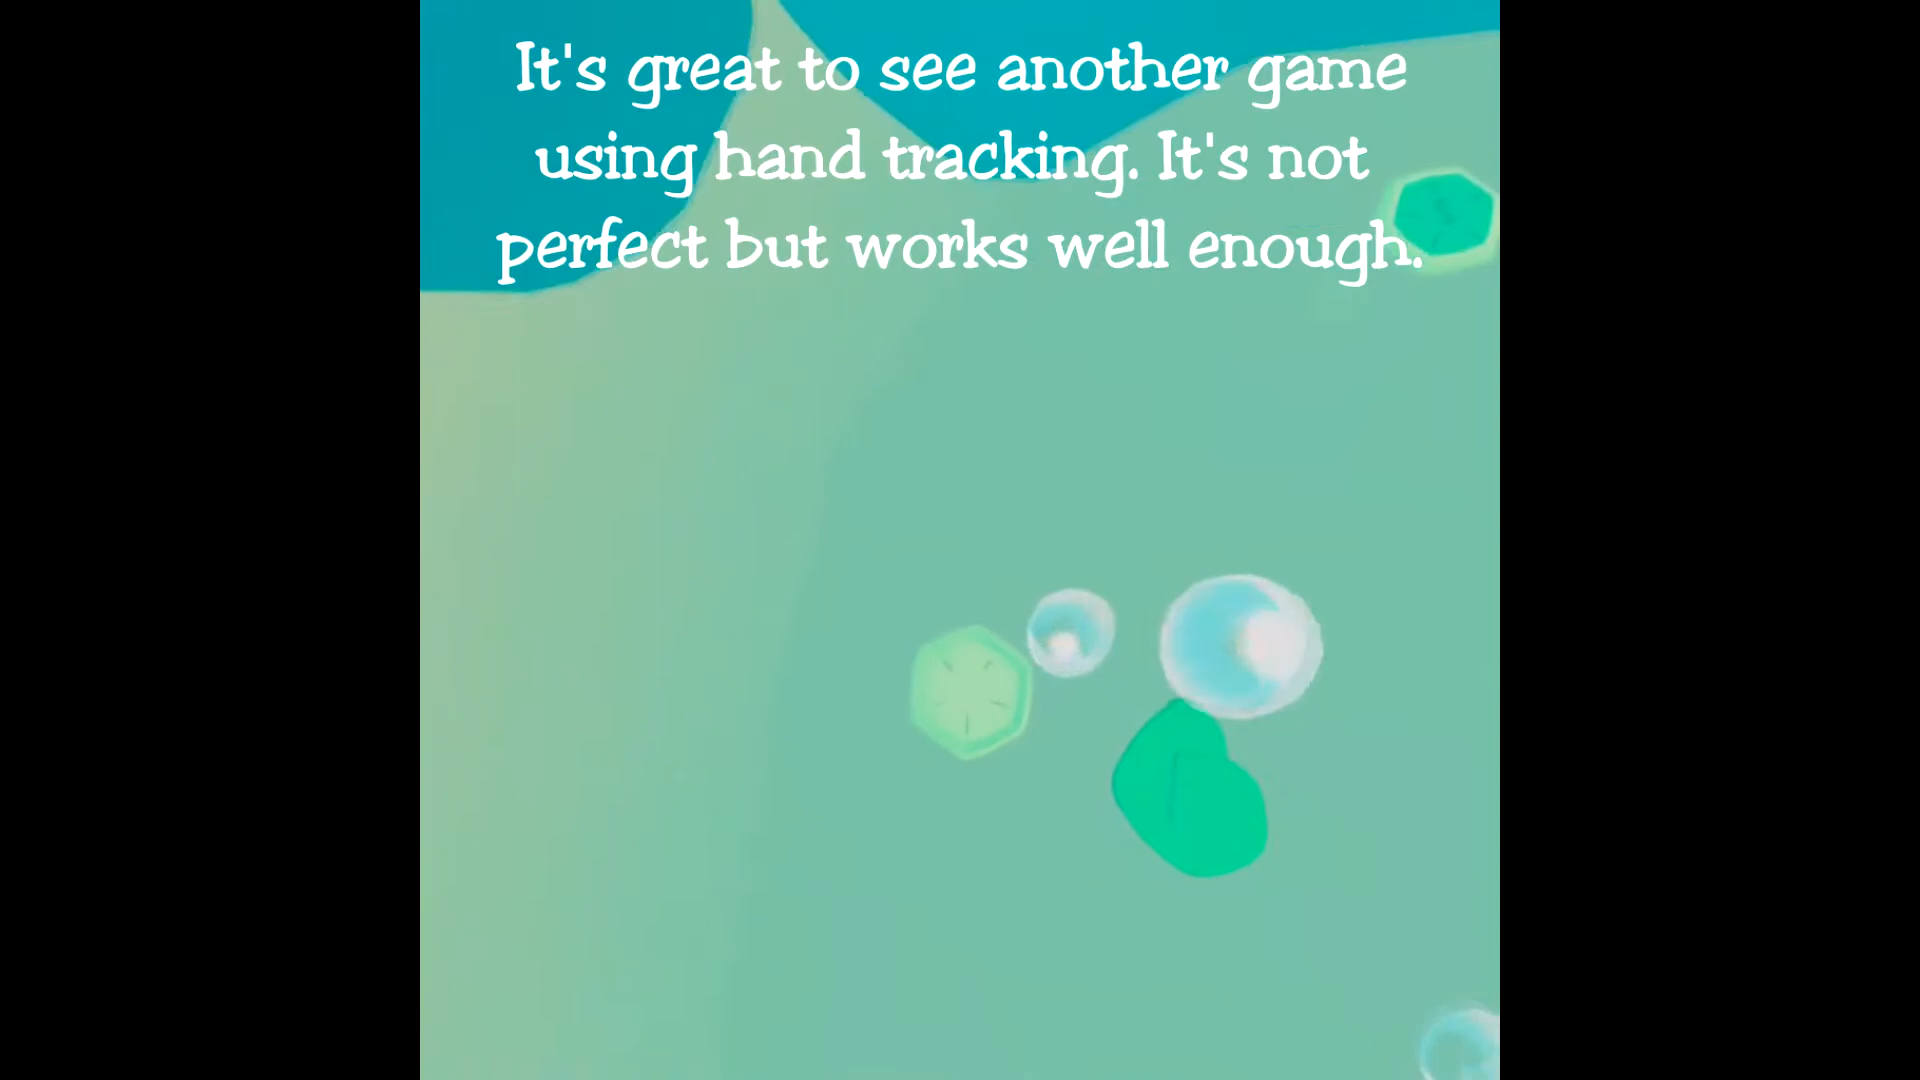 It's great to see another game
using hand tracking. It's not
perfect but works well enough.